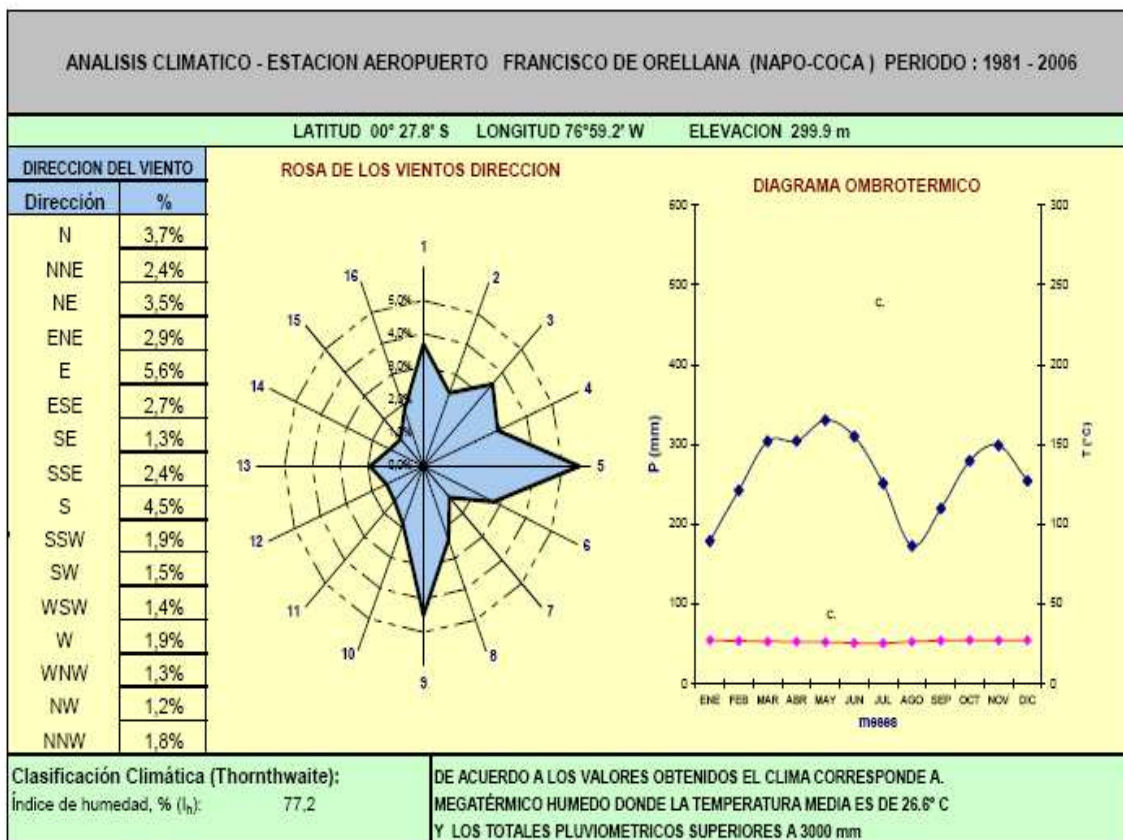 ANALISIS CLIMATICO - ESTACION AEROPUERTO FRANCISCO DE ORELLANA (NAPO-COCA ) PERIODO : 1981 - 2006
LATITUD 00° 27.8' S LONGITUD 76°59.2' W ELEVACION 299.9 m
DIRECCION DEL VIENTO
Dirección %
N 3,7%
NNE 2,4%
NE 3,5%
ENE 2,9%
E 5,6%
ESE 2,7%
SE 1,3%
SSE 2,4%
S 4,5%
SSW 1,9%
SW 1,5%
WSW 1,4%
W 1,9%
WNW 1,3%
NW 1,2%
NNW 1,8%
ROSA DE LOS VIENTOS DIRECCION
1
2
3
4
5
6
7
8
9
10
11
12
13
14
15
16
5,0%
4,0%
3,0%
2,0%
1,0%
0,0%
DIAGRAMA OMBROTERMICO
600
500
400
300
200
100
0
P (mm)
300
250
200
150
100
50
0
T (°C)
C.
C.
ENE FEB MAR ABR MAY JUN JUL AGO SEP OCT NOV DIC
meses
Clasificación Climática (Thornthwaite):
Índice de humedad, % (Iₕ): 77,2
DE ACUERDO A LOS VALORES OBTENIDOS EL CLIMA CORRESPONDE A.
MEGATÉRMICO HUMEDO DONDE LA TEMPERATURA MEDIA ES DE 26.6° C
Y LOS TOTALES PLUVIOMETRICOS SUPERIORES A 3000 mm